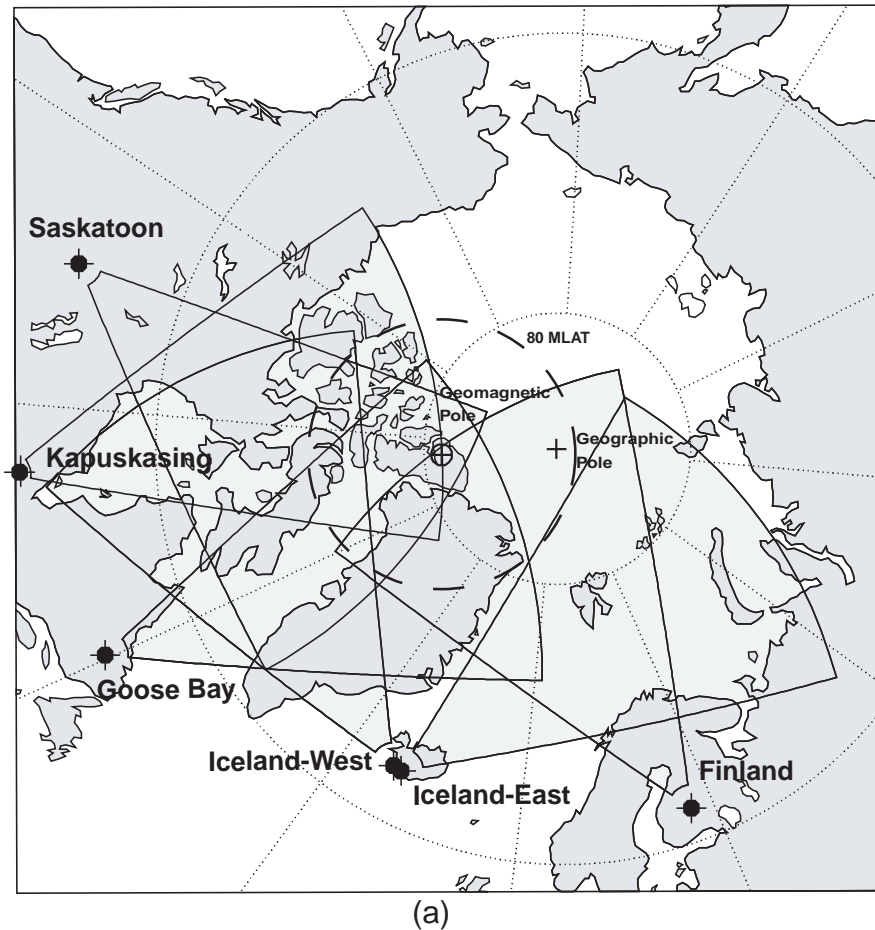 Saskatoon
80 MLAT
Geomagnetic
Pole
Geographic
Pole
Kapuskasing
Goose Bay
Iceland-West
Finland
Iceland-East
(a)